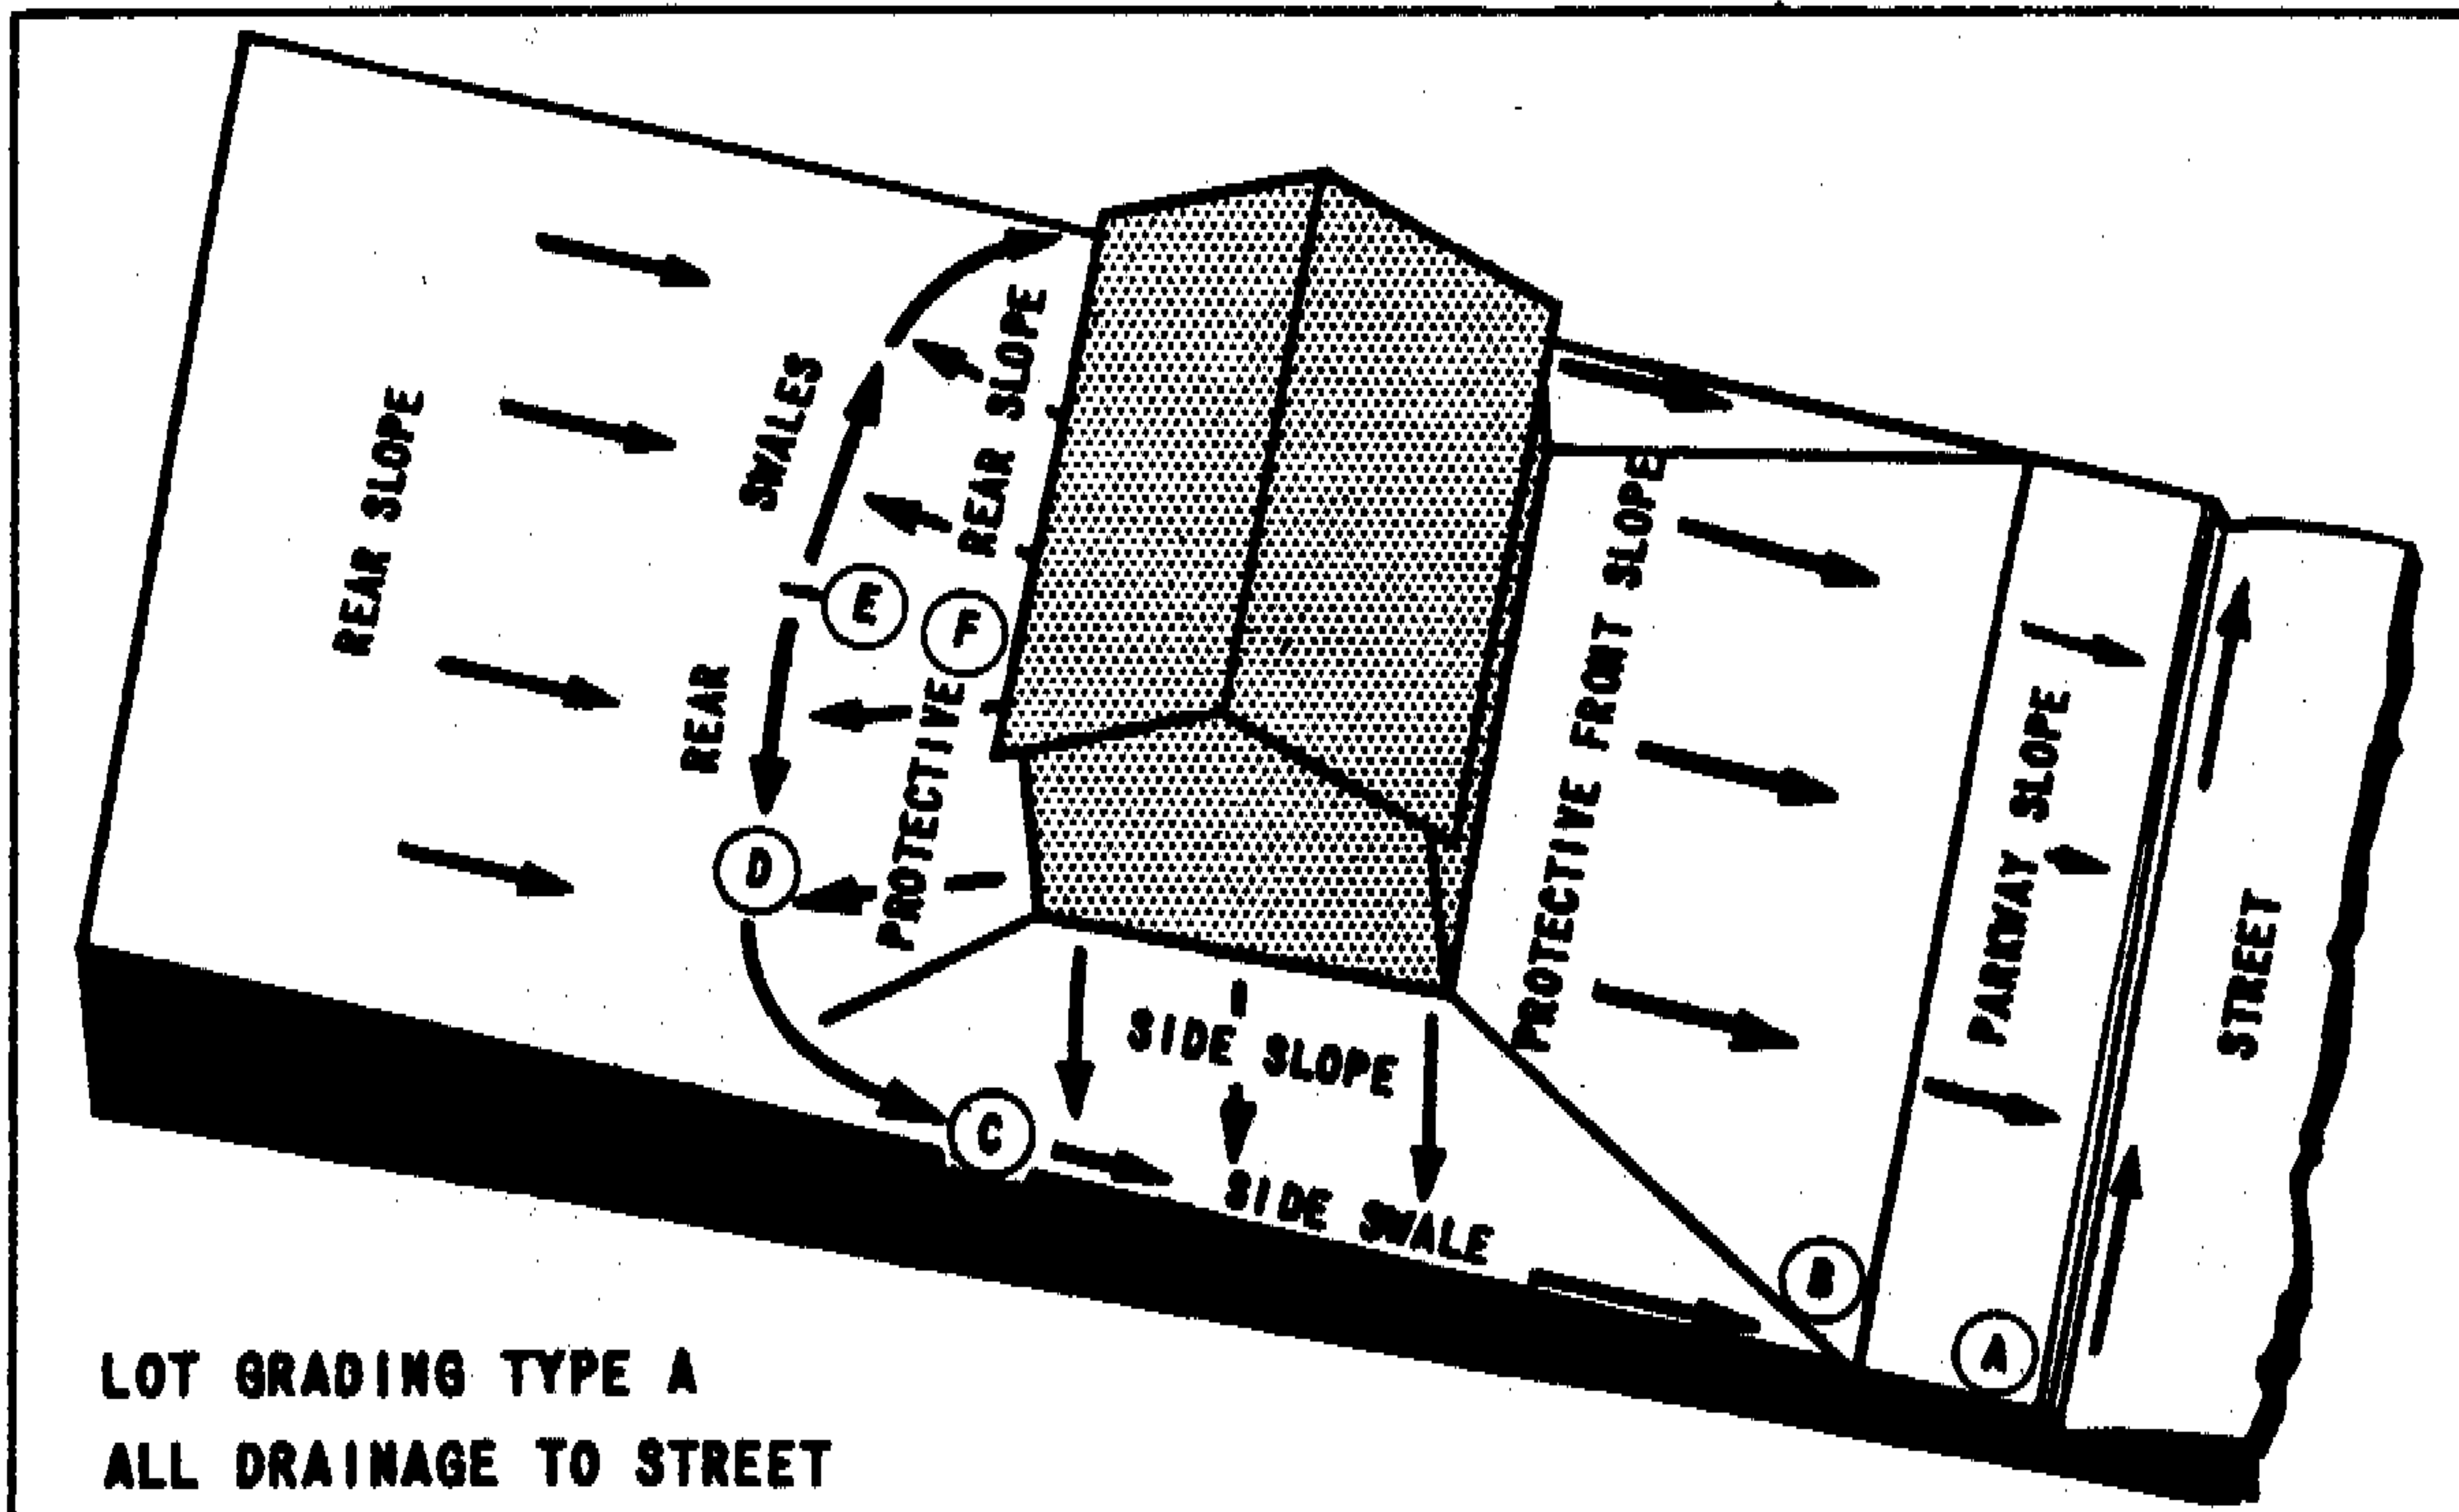 REAR SLOPE
REAR SWALES
PROTECTIVE REAR SLOPE
E
F
D
C
SIDE SLOPE
SIDE SWALE
PROTECTIVE FRONT SLOPE
PARKWAY SLOPE
STREET
B
A
LOT GRADING TYPE A
ALL DRAINAGE TO STREET